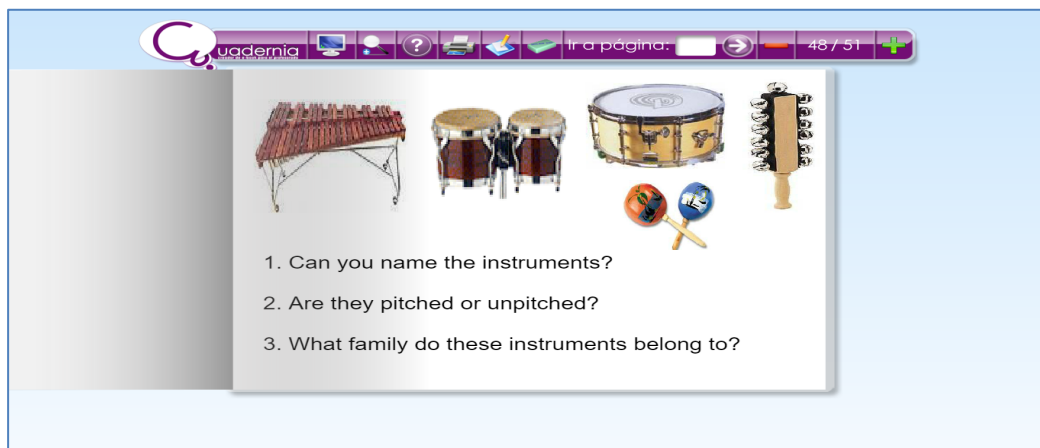 Cuadernia
Ir a página:
48 / 51
1. Can you name the instruments?
2. Are they pitched or unpitched?
3. What family do these instruments belong to?